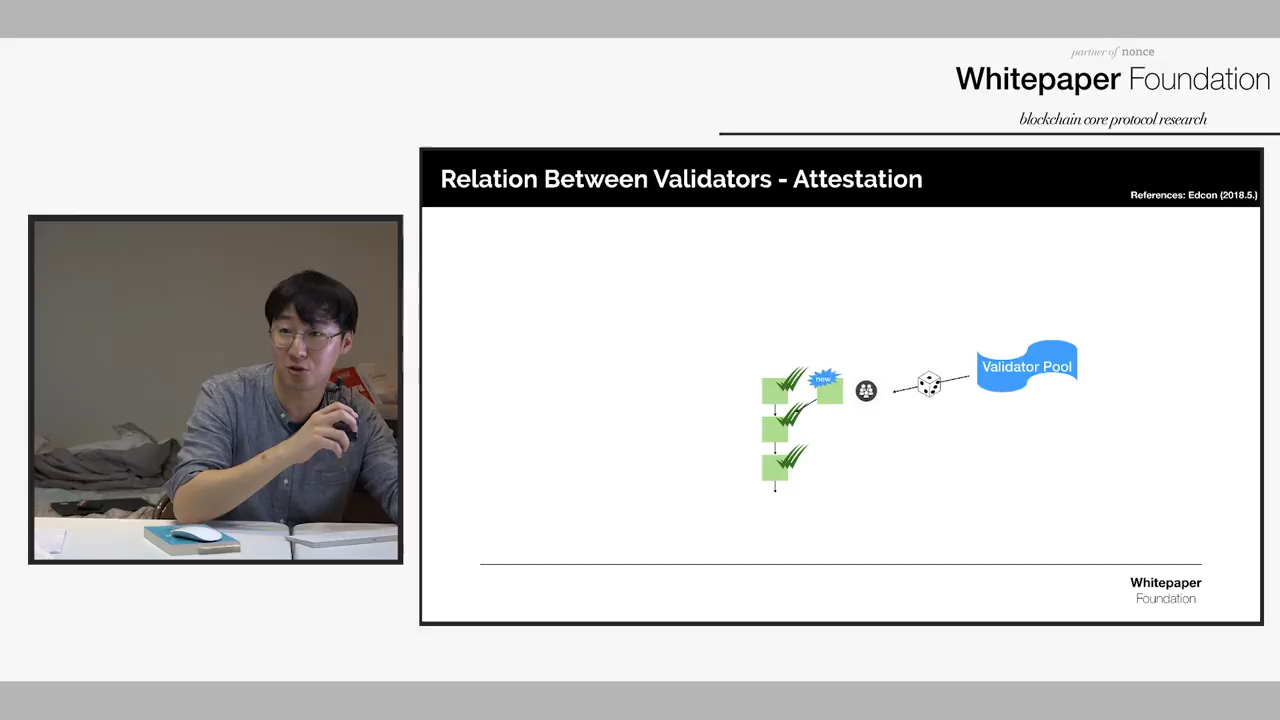 partner of nonce
Whitepaper Foundation
blockchain core protocol research
Relation Between Validators - Attestation
References: Edcon (2018.5.)
new
Validator Pool
Whitepaper
Foundation